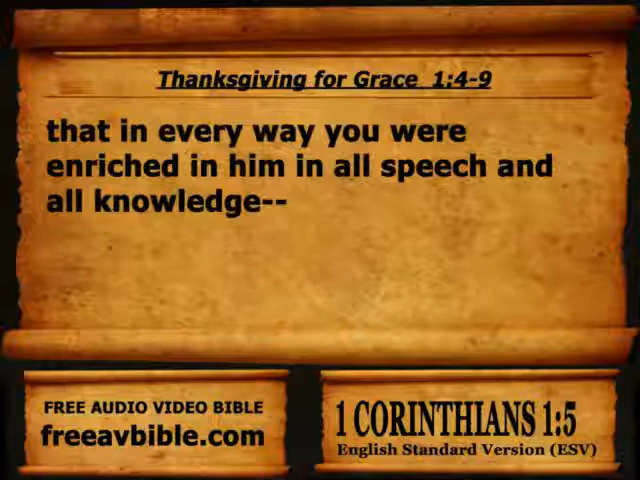 Thanksgiving for Grace 1:4-9
that in every way you were
enriched in him in all speech and
all knowledge--
FREE AUDIO VIDEO BIBLE
freeavbible.com
1 CORINTHIANS 1:5
English Standard Version (ESV)